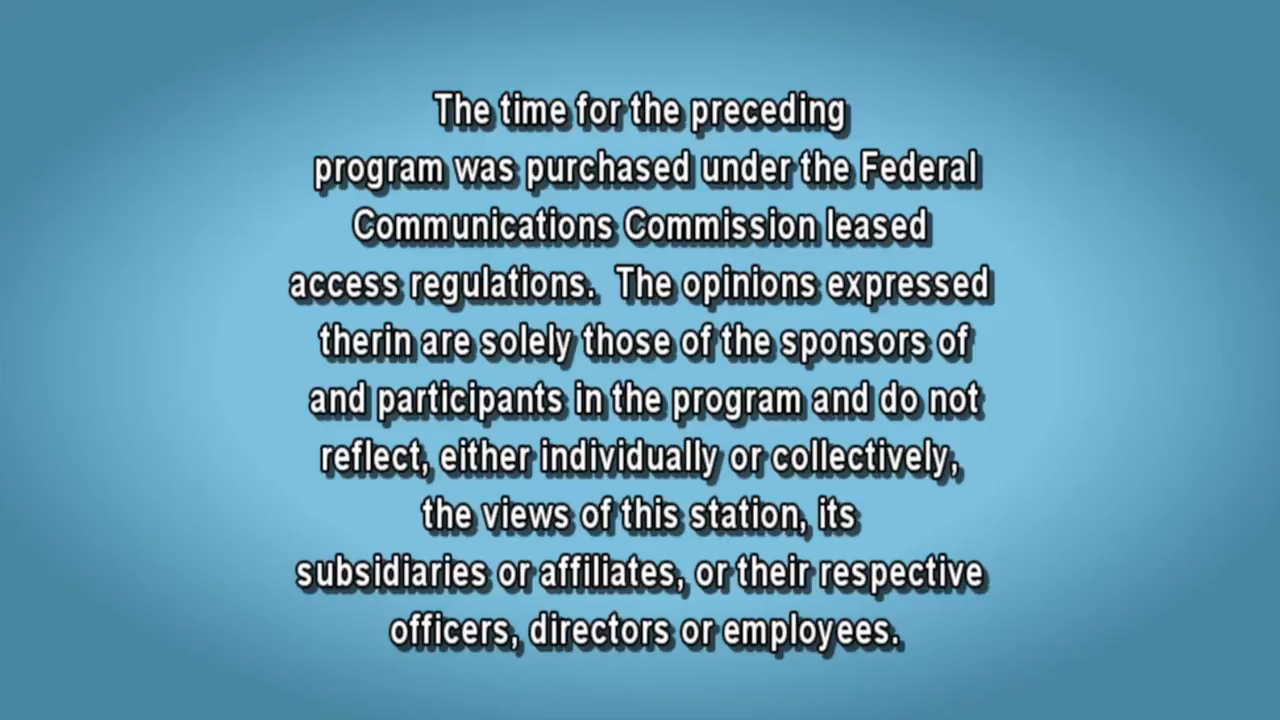 The time for the preceding
program was purchased under the Federal
Communications Commission leased
access regulations.  The opinions expressed
therin are solely those of the sponsors of
and participants in the program and do not
reflect, either individually or collectively,
the views of this station, its
subsidiaries or affiliates, or their respective
officers, directors or employees.